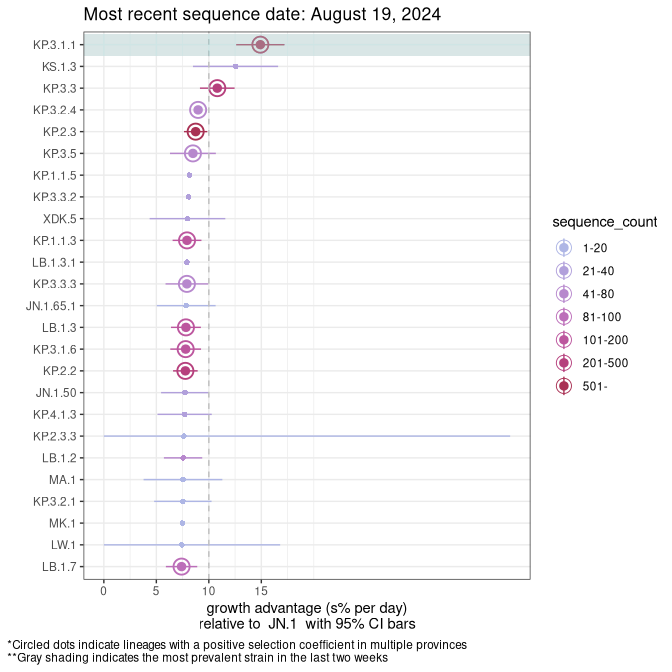 Most recent sequence date: August 19, 2024
KP.3.1.1
KS.1.3
KP.3.3
KP.3.2.4
KP.2.3
KP.3.5
KP.1.1.5
KP.3.3.2
XDK.5
KP.1.1.3
LB.1.3.1
KP.3.3.3
JN.1.65.1
LB.1.3
KP.3.1.6
KP.2.2
JN.1.50
KP.4.1.3
KP.2.3.3
LB.1.2
MA.1
KP.3.2.1
MK.1
LW.1
LB.1.7
0 5 10 15
growth advantage (s% per day)
relative to JN.1 with 95% CI bars
sequence_count
1-20
21-40
41-80
81-100
101-200
201-500
501-
*Circled dots indicate lineages with a positive selection coefficient in multiple provinces
**Gray shading indicates the most prevalent strain in the last two weeks